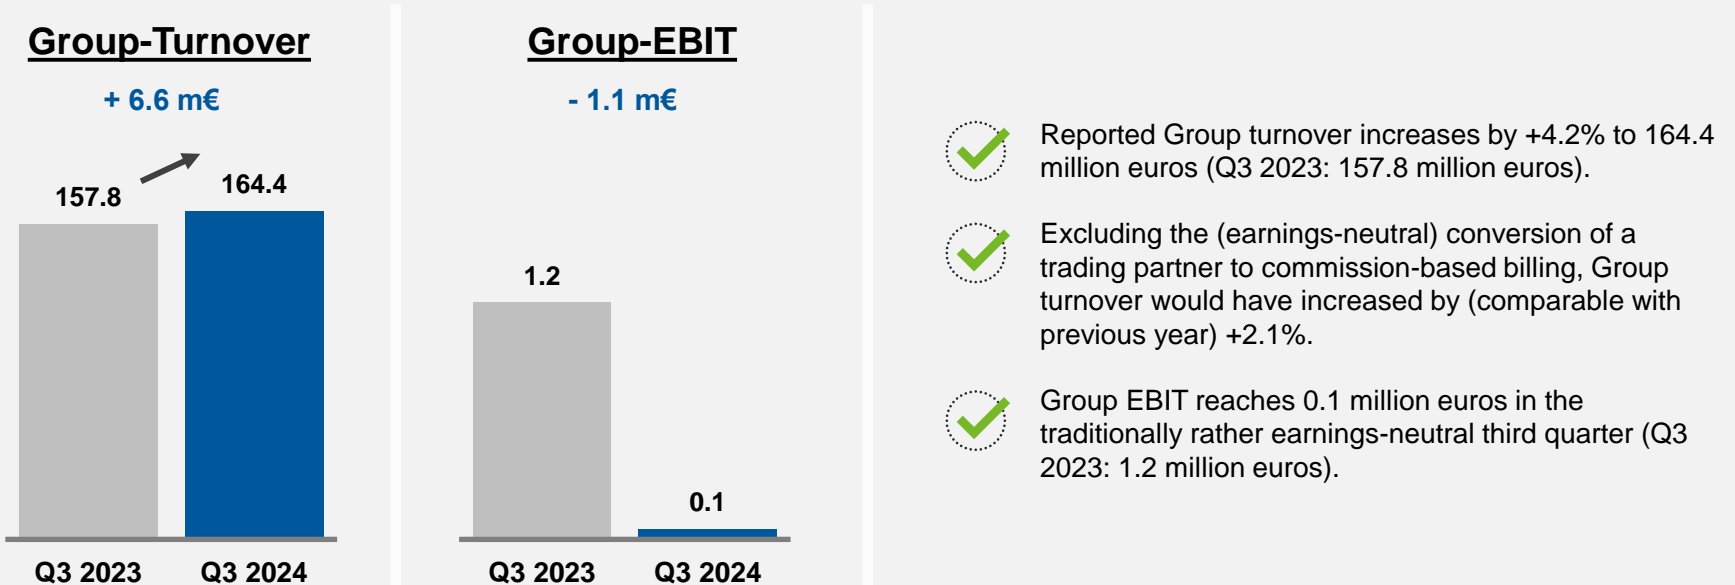 Group-Turnover
+ 6.6 m€
157.8
164.4
Q3 2023
Q3 2024
Group-EBIT
- 1.1 m€
1.2
0.1
Q3 2023
Q3 2024
Reported Group turnover increases by +4.2% to 164.4
million euros (Q3 2023: 157.8 million euros).
Excluding the (earnings-neutral) conversion of a
trading partner to commission-based billing, Group
turnover would have increased by (comparable with
previous year) +2.1%.
Group EBIT reaches 0.1 million euros in the
traditionally rather earnings-neutral third quarter (Q3
2023: 1.2 million euros).